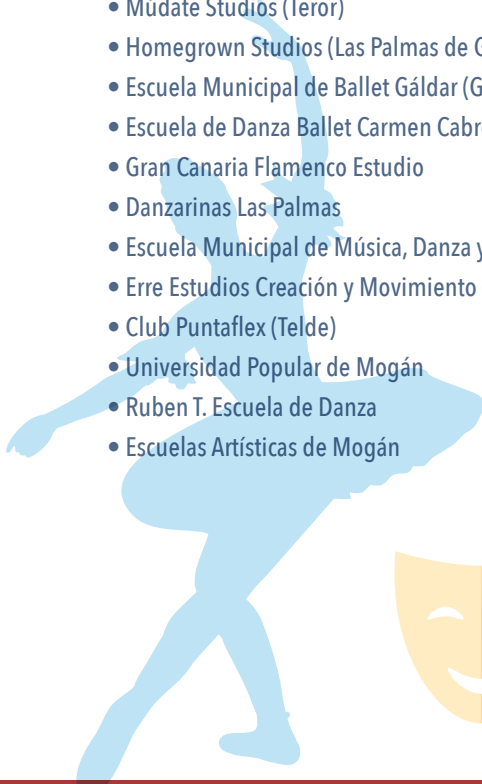 • Múdate Studios (Teror)
• Homegrown Studios (Las Palmas de G
• Escuela Municipal de Ballet Gáldar (G
• Escuela de Danza Ballet Carmen Cabr
• Gran Canaria Flamenco Estudio
• Danzarinas Las Palmas
• Escuela Municipal de Música, Danza y
• Erre Estudios Creación y Movimiento
• Club Puntaflex (Telde)
• Universidad Popular de Mogán
• Ruben T. Escuela de Danza
• Escuelas Artísticas de Mogán